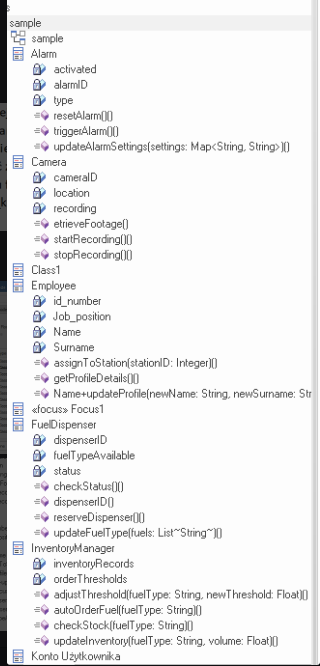 sample
sample
Alarm
activated
alarmID
type
resetAlarm()()
triggerAlarm()()
updateAlarmSettings(settings: Map<String, String>)()
Camera
cameraID
location
recording
etrieveFootage()
startRecording()()
stopRecording()()
Class1
Employee
id_number
Job_position
Name
Surname
assignToStation(stationID: Integer)()
getProfileDetails()()
Name+updateProfile(newName: String, newSurname: Str
«focus» Focus1
FuelDispenser
dispenserID
fuelTypeAvailable
status
checkStatus()()
dispenserID()
reserveDispenser()()
updateFuelType(fuels: List~String~)()
InventoryManager
inventoryRecords
orderThresholds
adjustThreshold(fuelType: String, newThreshold: Float)()
autoOrderFuel(fuelType: String)()
checkStock(fuelType: String)()
updateInventory(fuelType: String, volume: Float)()
Konto Użytkownika